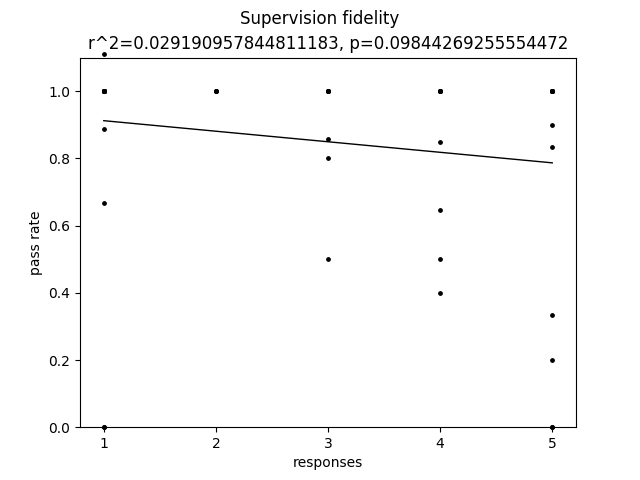 Supervision fidelity
r^2=0.029190957844811183, p=0.09844269255554472
1.0
0.8
0.6
0.4
0.2
0.0
pass rate
1 2 3 4 5
responses